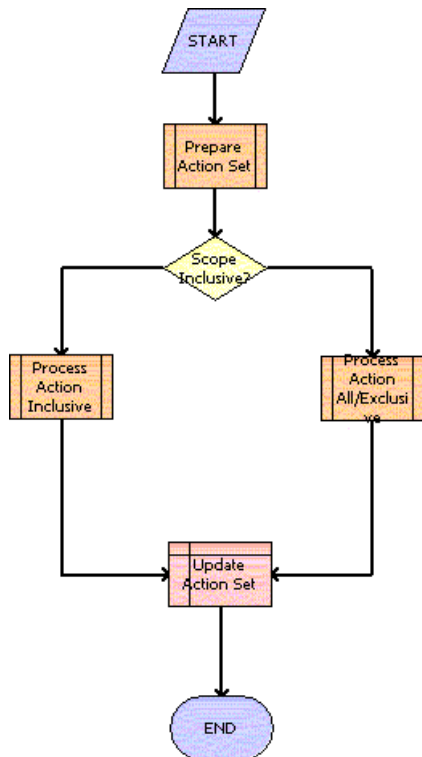 START
Prepare
Action Set
Scope
Inclusive?
Process
Action
Inclusive
Process
Action
All/Exclusi
ve
Update
Action Set
END